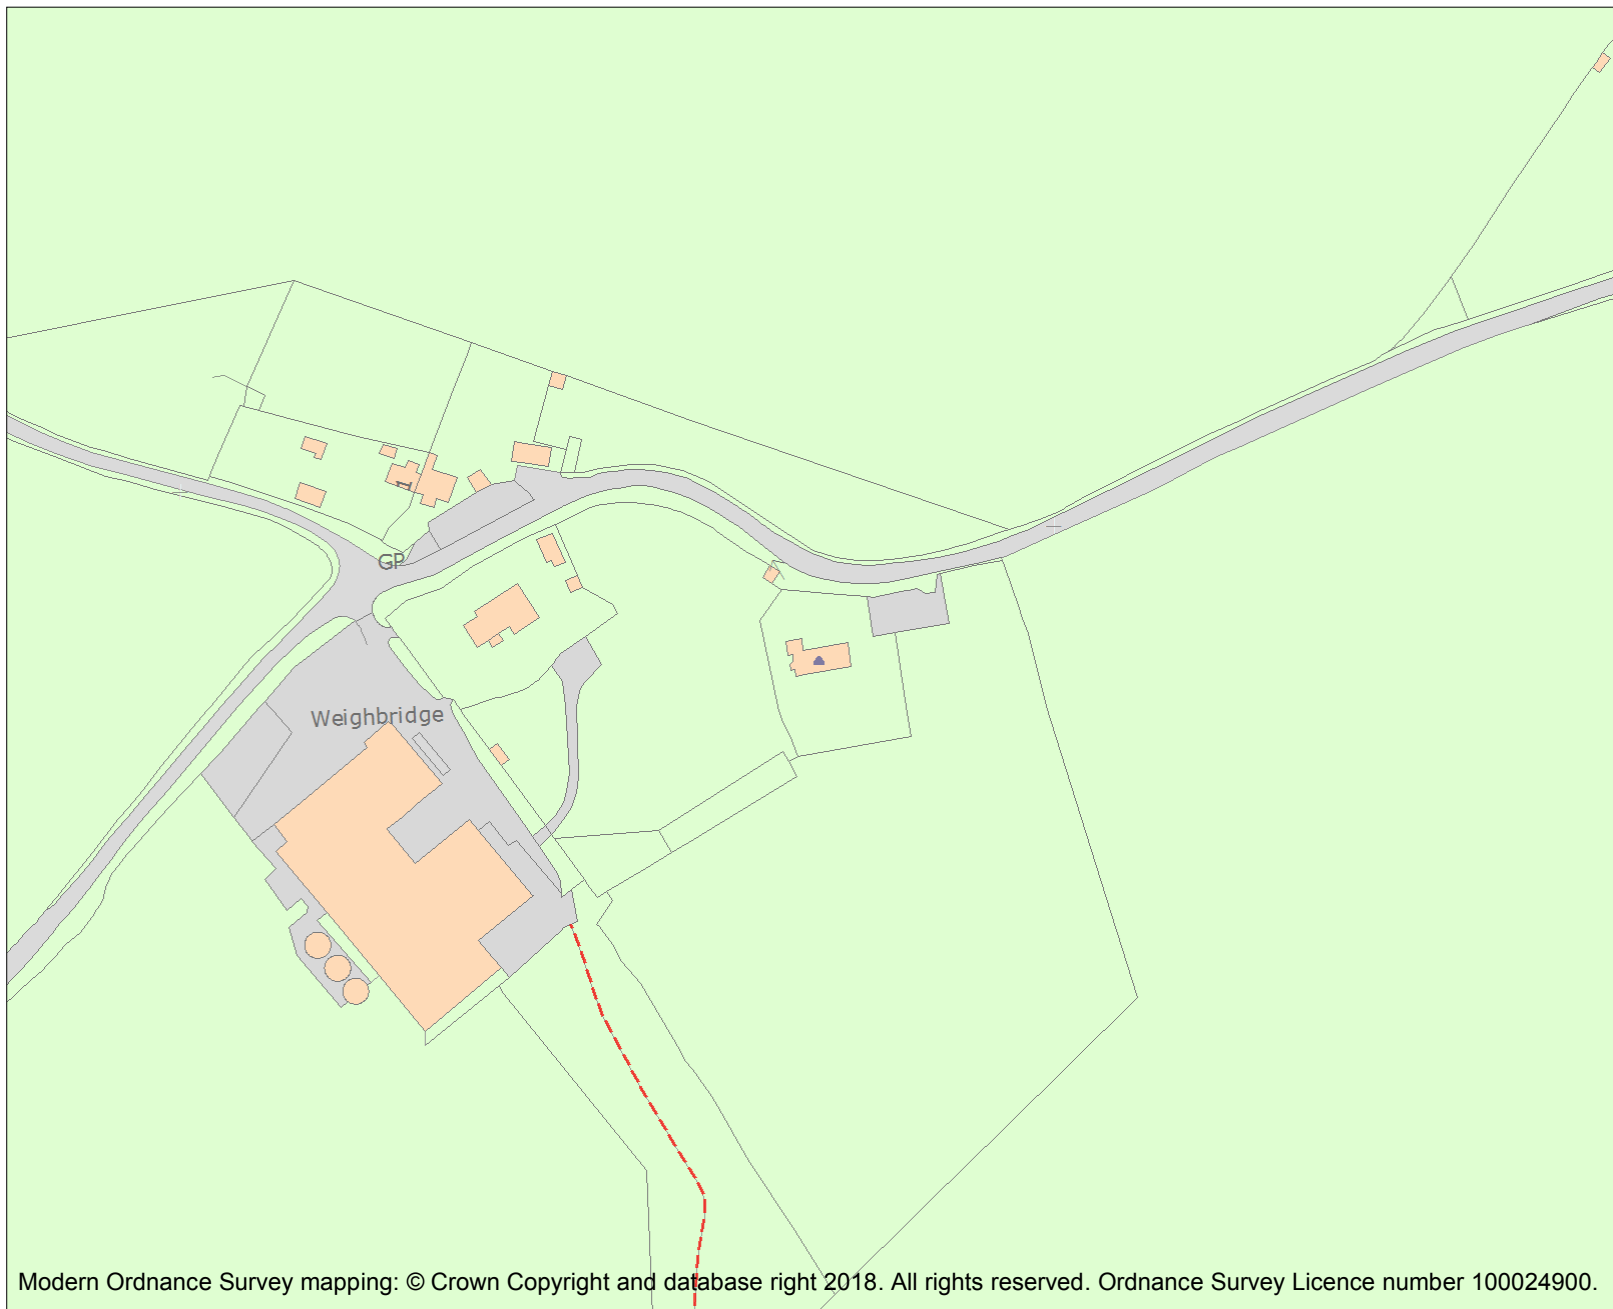 1
GP
Weighbridge
Modern Ordnance Survey mapping: © Crown Copyright and database right 2018. All rights reserved. Ordnance Survey Licence number 100024900.